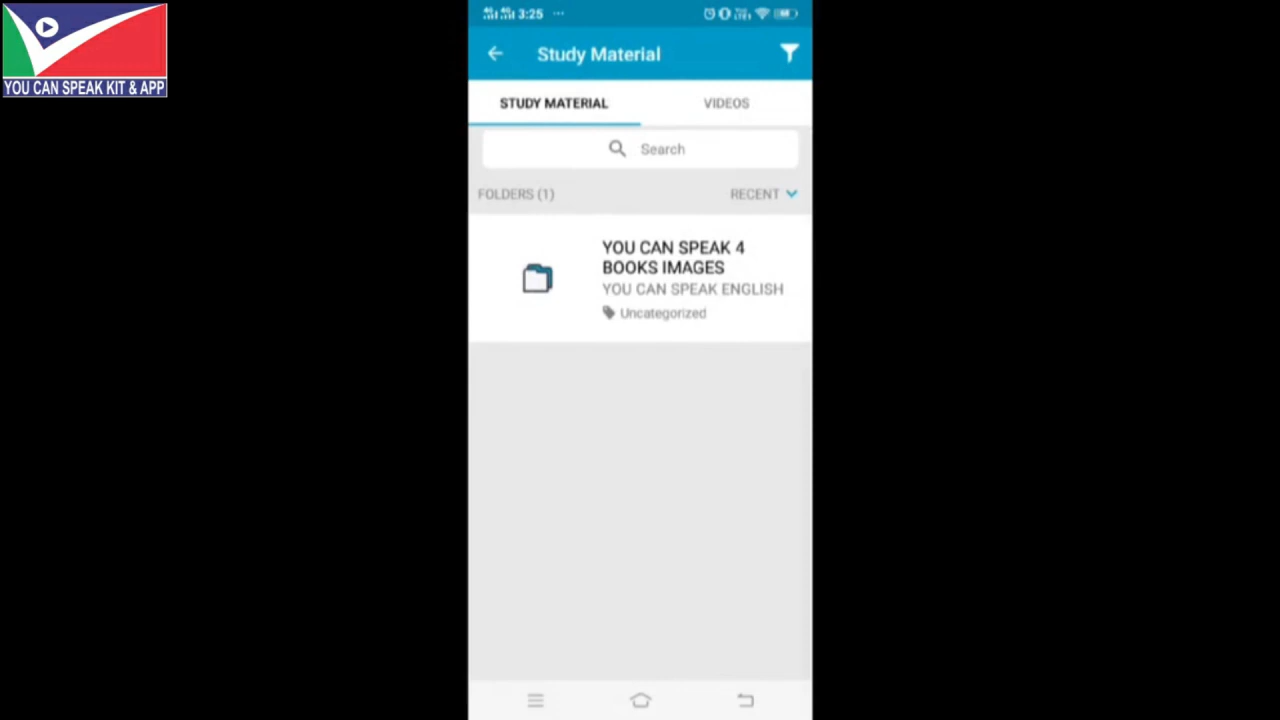 YOU CAN SPEAK KIT & APP
3:25 ...
Study Material
STUDY MATERIAL
VIDEOS
Search
FOLDERS (1)
RECENT
YOU CAN SPEAK 4
BOOKS IMAGES
YOU CAN SPEAK ENGLISH
Uncategorized